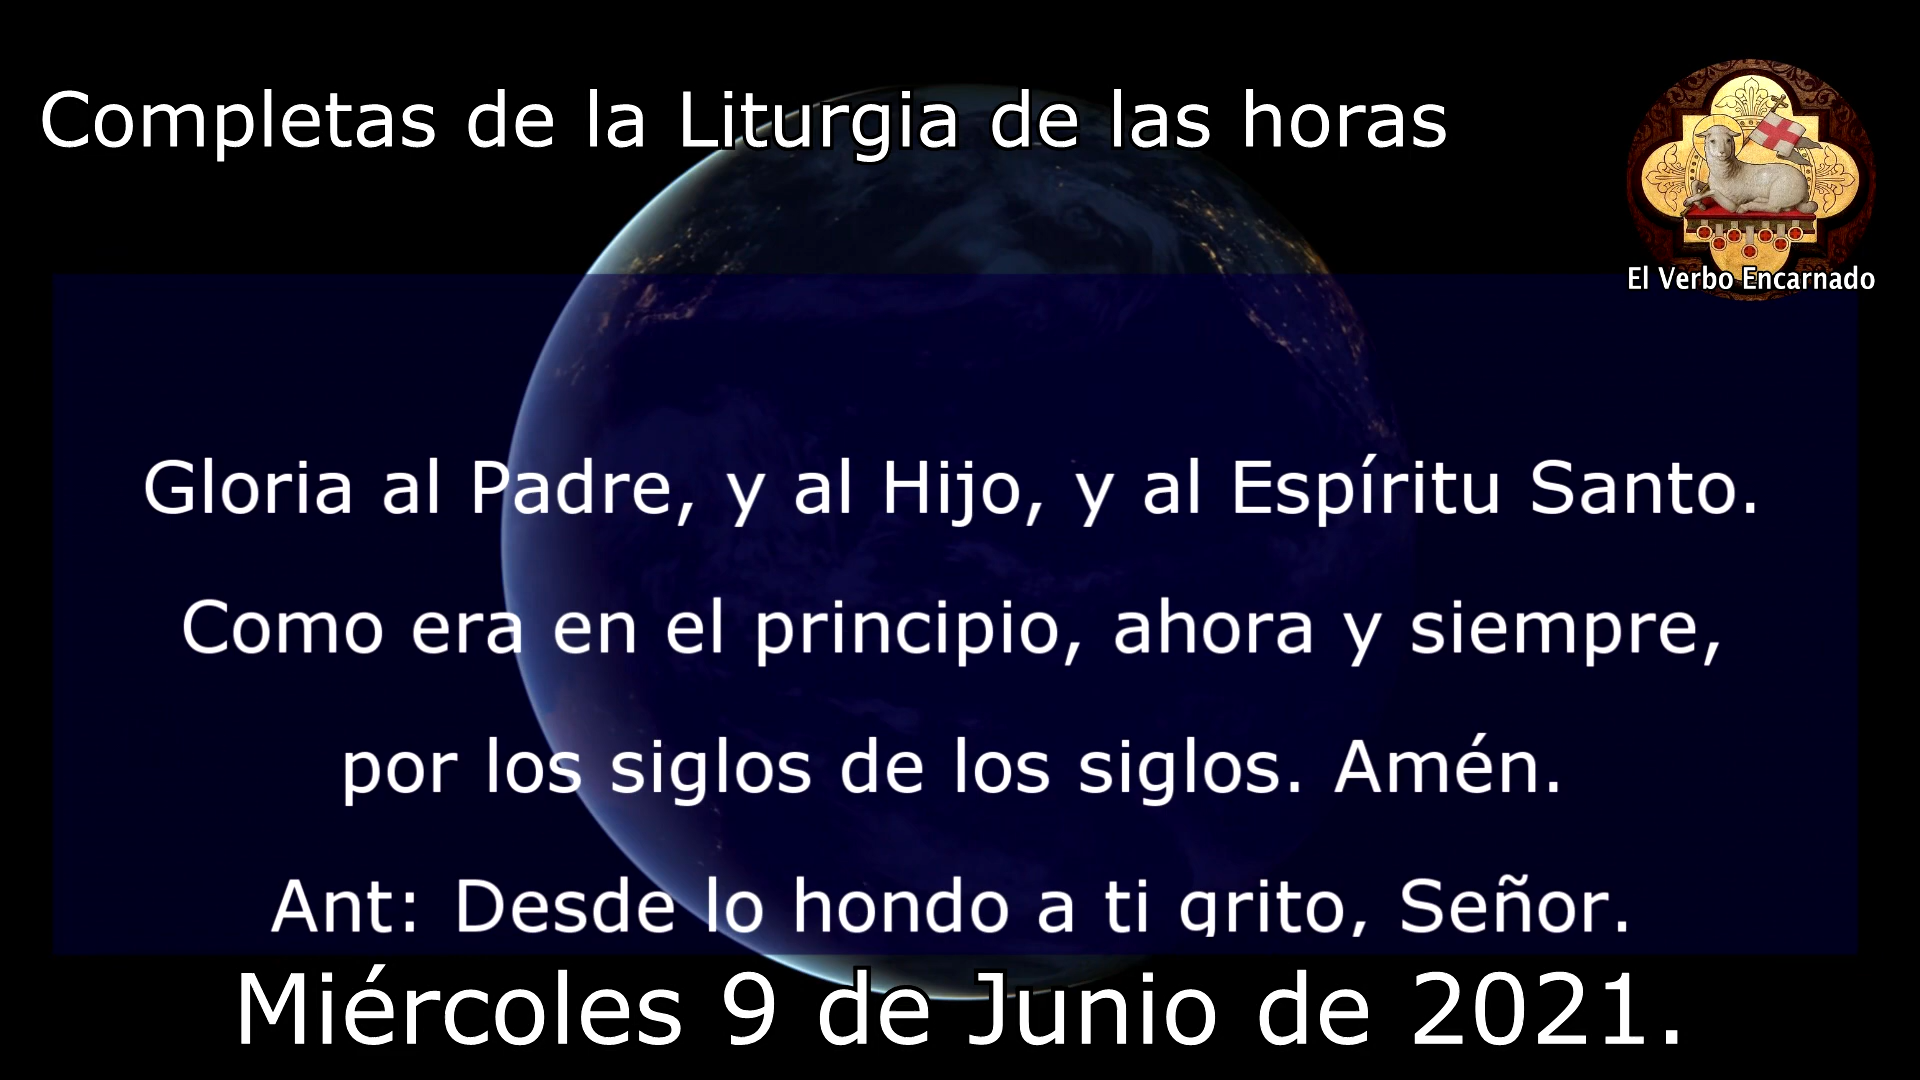 Completas de la Liturgia de las horas
El Verbo Encarnado
Gloria al Padre, y al Hijo, y al Espíritu Santo.
Como era en el principio, ahora y siempre,
por los siglos de los siglos. Amén.
Ant: Desde lo hondo a ti grito, Señor.
Miércoles 9 de Junio de 2021.